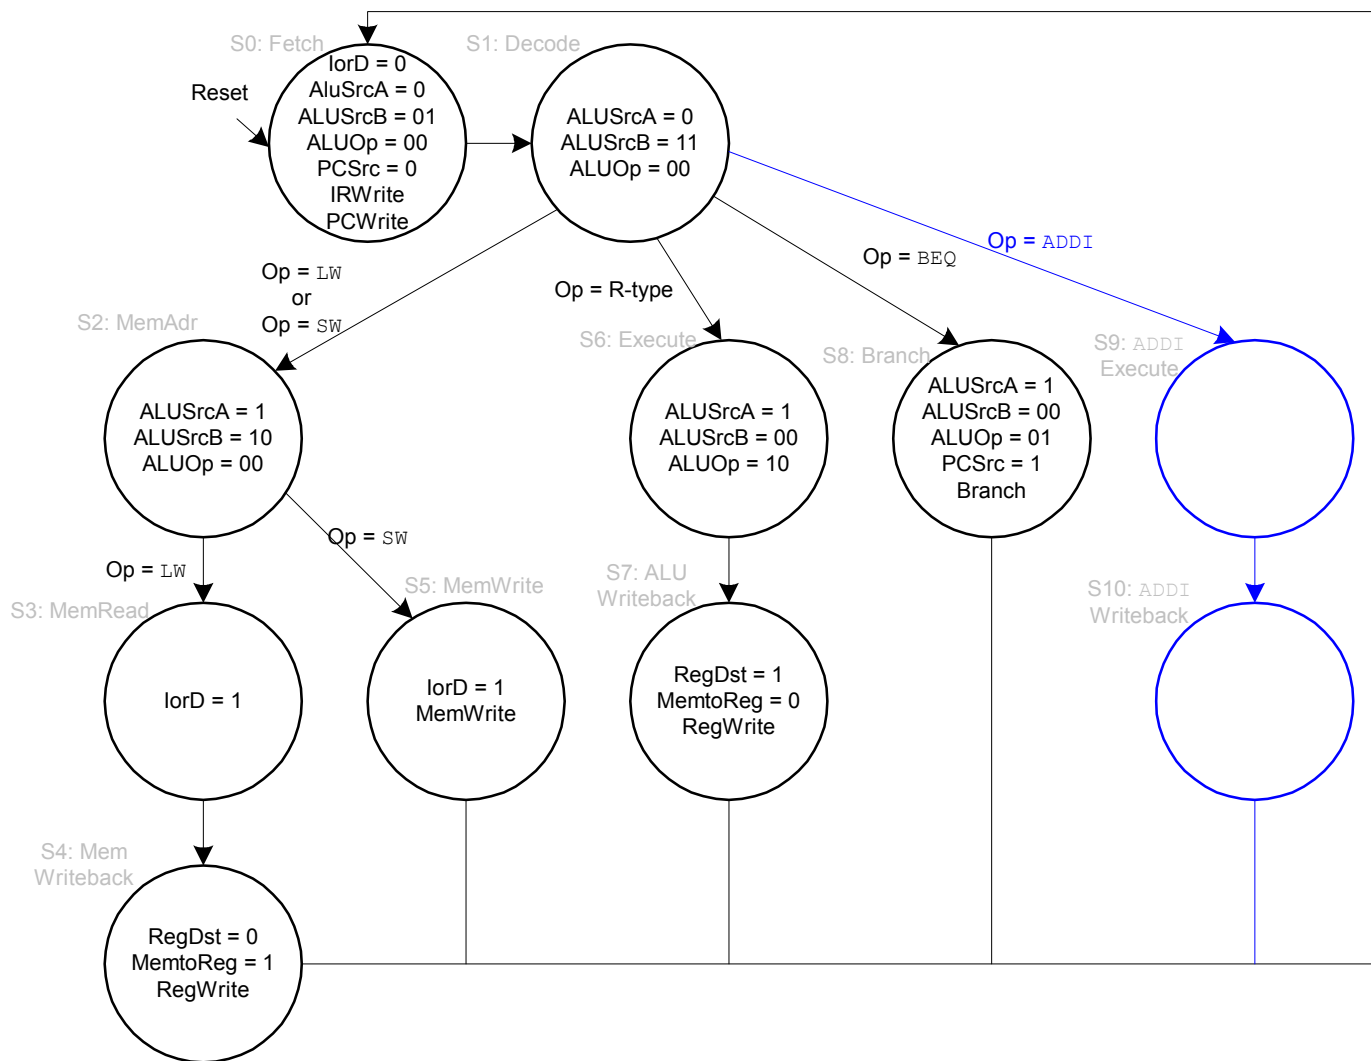 S0: Fetch
S1: Decode
Reset
IorD = 0
AluSrcA = 0
ALUSrcB = 01
ALUOp = 00
PCSrc = 0
IRWrite
PCWrite
ALUSrcA = 0
ALUSrcB = 11
ALUOp = 00
Op = LW
or
Op = SW
Op = R-type
Op = BEQ
Op = ADDI
S2: MemAdr
ALUSrcA = 1
ALUSrcB = 10
ALUOp = 00
S6: Execute
ALUSrcA = 1
ALUSrcB = 00
ALUOp = 10
S8: Branch
ALUSrcA = 1
ALUSrcB = 00
ALUOp = 01
PCSrc = 1
Branch
S9: ADDI
Execute
Op = LW
Op = SW
S3: MemRead
IorD = 1
S5: MemWrite
IorD = 1
MemWrite
S7: ALU
Writeback
RegDst = 1
MemtoReg = 0
RegWrite
S10: ADDI
Writeback
S4: Mem
Writeback
RegDst = 0
MemtoReg = 1
RegWrite